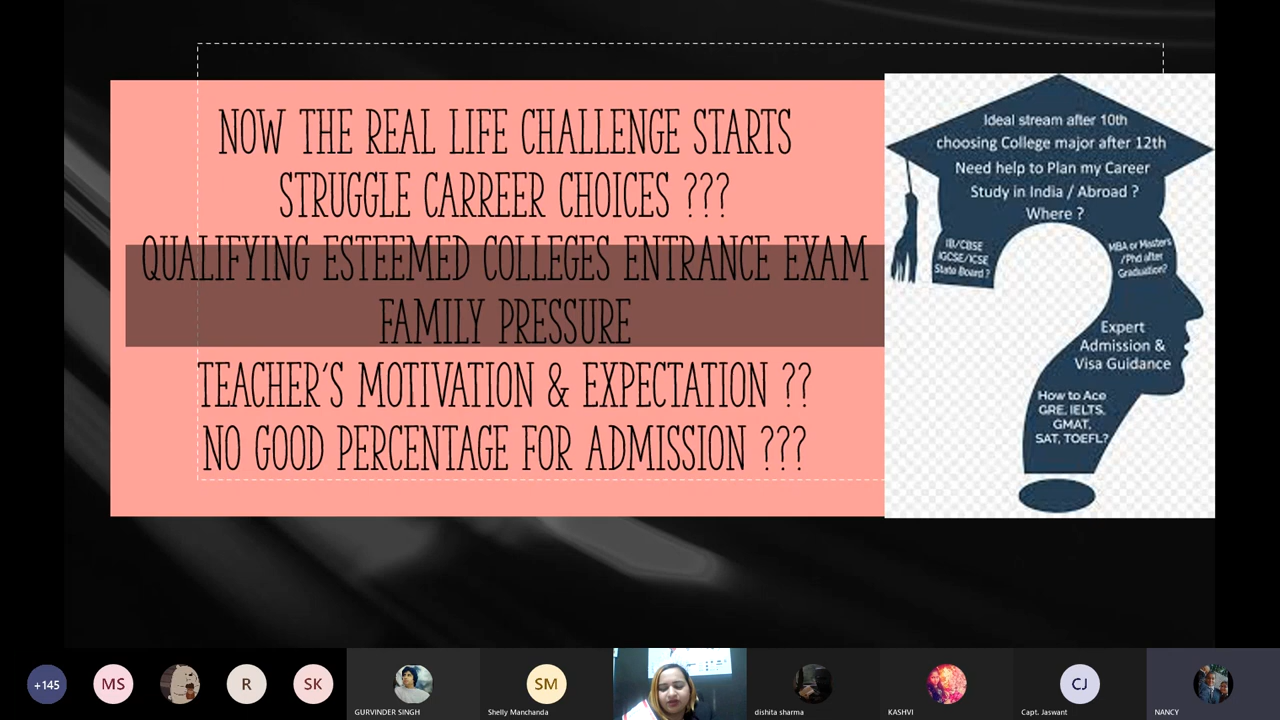 NOW THE REAL LIFE CHALLENGE STARTS
STRUGGLE CARREER CHOICES ???
QUALIFYING ESTEEMED COLLEGES ENTRANCE EXAM
FAMILY PRESSURE
TEACHER'S MOTIVATION & EXPECTATION ??
NO GOOD PERCENTAGE FOR ADMISSION ???
Ideal stream after 10th
choosing College major after 12th
Need help to Plan my Career
Study in India / Abroad ?
Where ?
IB/CBSE
IGCSE/ICSE
State Board ?
MBA or Masters
/Phd after
Graduation?
Expert
Admission &
Visa Guidance
How to Ace
GRE, IELTS,
GMAT,
SAT, TOEFL?
+145
MS
R
SK
GURVINDER SINGH
SM
Shelly Manchanda
dishita sharma
KASHVI
CJ
Capt. Jaswant
NANCY